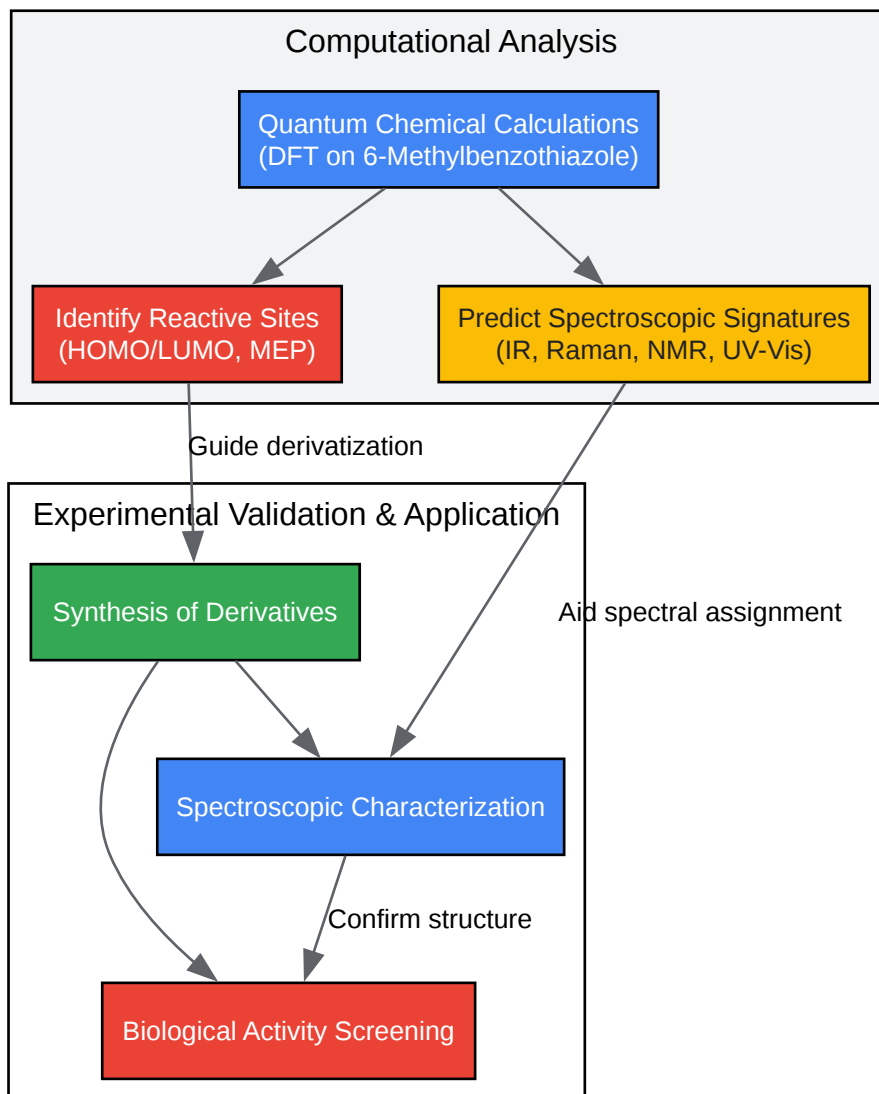 Computational Analysis
Quantum Chemical Calculations
(DFT on 6-Methylbenzothiazole)
Identify Reactive Sites
(HOMO/LUMO, MEP)
Predict Spectroscopic Signatures
(IR, Raman, NMR, UV-Vis)
Guide derivatization
Experimental Validation & Application
Synthesis of Derivatives
Aid spectral assignment
Spectroscopic Characterization
Confirm structure
Biological Activity Screening